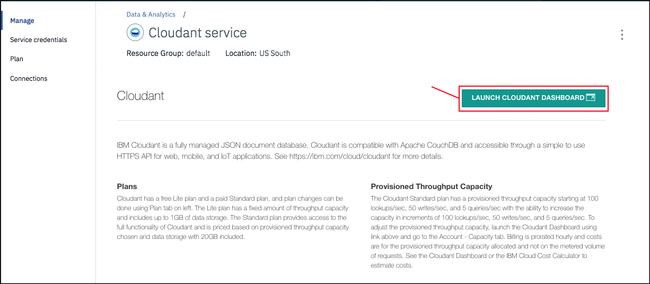 Manage
Service credentials
Plan
Connections
Data & Analytics /
Cloudant service
Resource Group: default Location: US South
Cloudant
LAUNCH CLOUDANT DASHBOARD
IBM Cloudant is a fully managed JSON document database. Cloudant is compatible with Apache CouchDB and accessible through a simple to use
HTTPS API for web, mobile, and IoT applications. See https://ibm.com/cloud/cloudant for more details.
Plans
Cloudant has a free Lite plan and a paid Standard plan, and plan changes can be
done using Plan tab on left. The Lite plan has a fixed amount of throughput capacity
and includes up to 1GB of data storage. The Standard plan provides access to the
full functionality of Cloudant and is priced based on provisioned throughput capacity
chosen and data storage with 20GB included.
Provisioned Throughput Capacity
The Cloudant Standard plan has a provisioned throughput capacity starting at 100
lookups/sec, 50 writes/sec, and 5 queries/sec with the ability to increase the
capacity in increments of 100 lookups/sec, 50 writes/sec, and 5 queries/sec. To
adjust the provisioned throughput capacity, launch the Cloudant Dashboard using
link above and go to the Account - Capacity tab. Billing is prorated hourly and costs
are for the provisioned throughput capacity allocated and not on the metered volume
of requests. See the Cloudant Dashboard or the IBM Cloud Cost Calculator to
estimate costs.